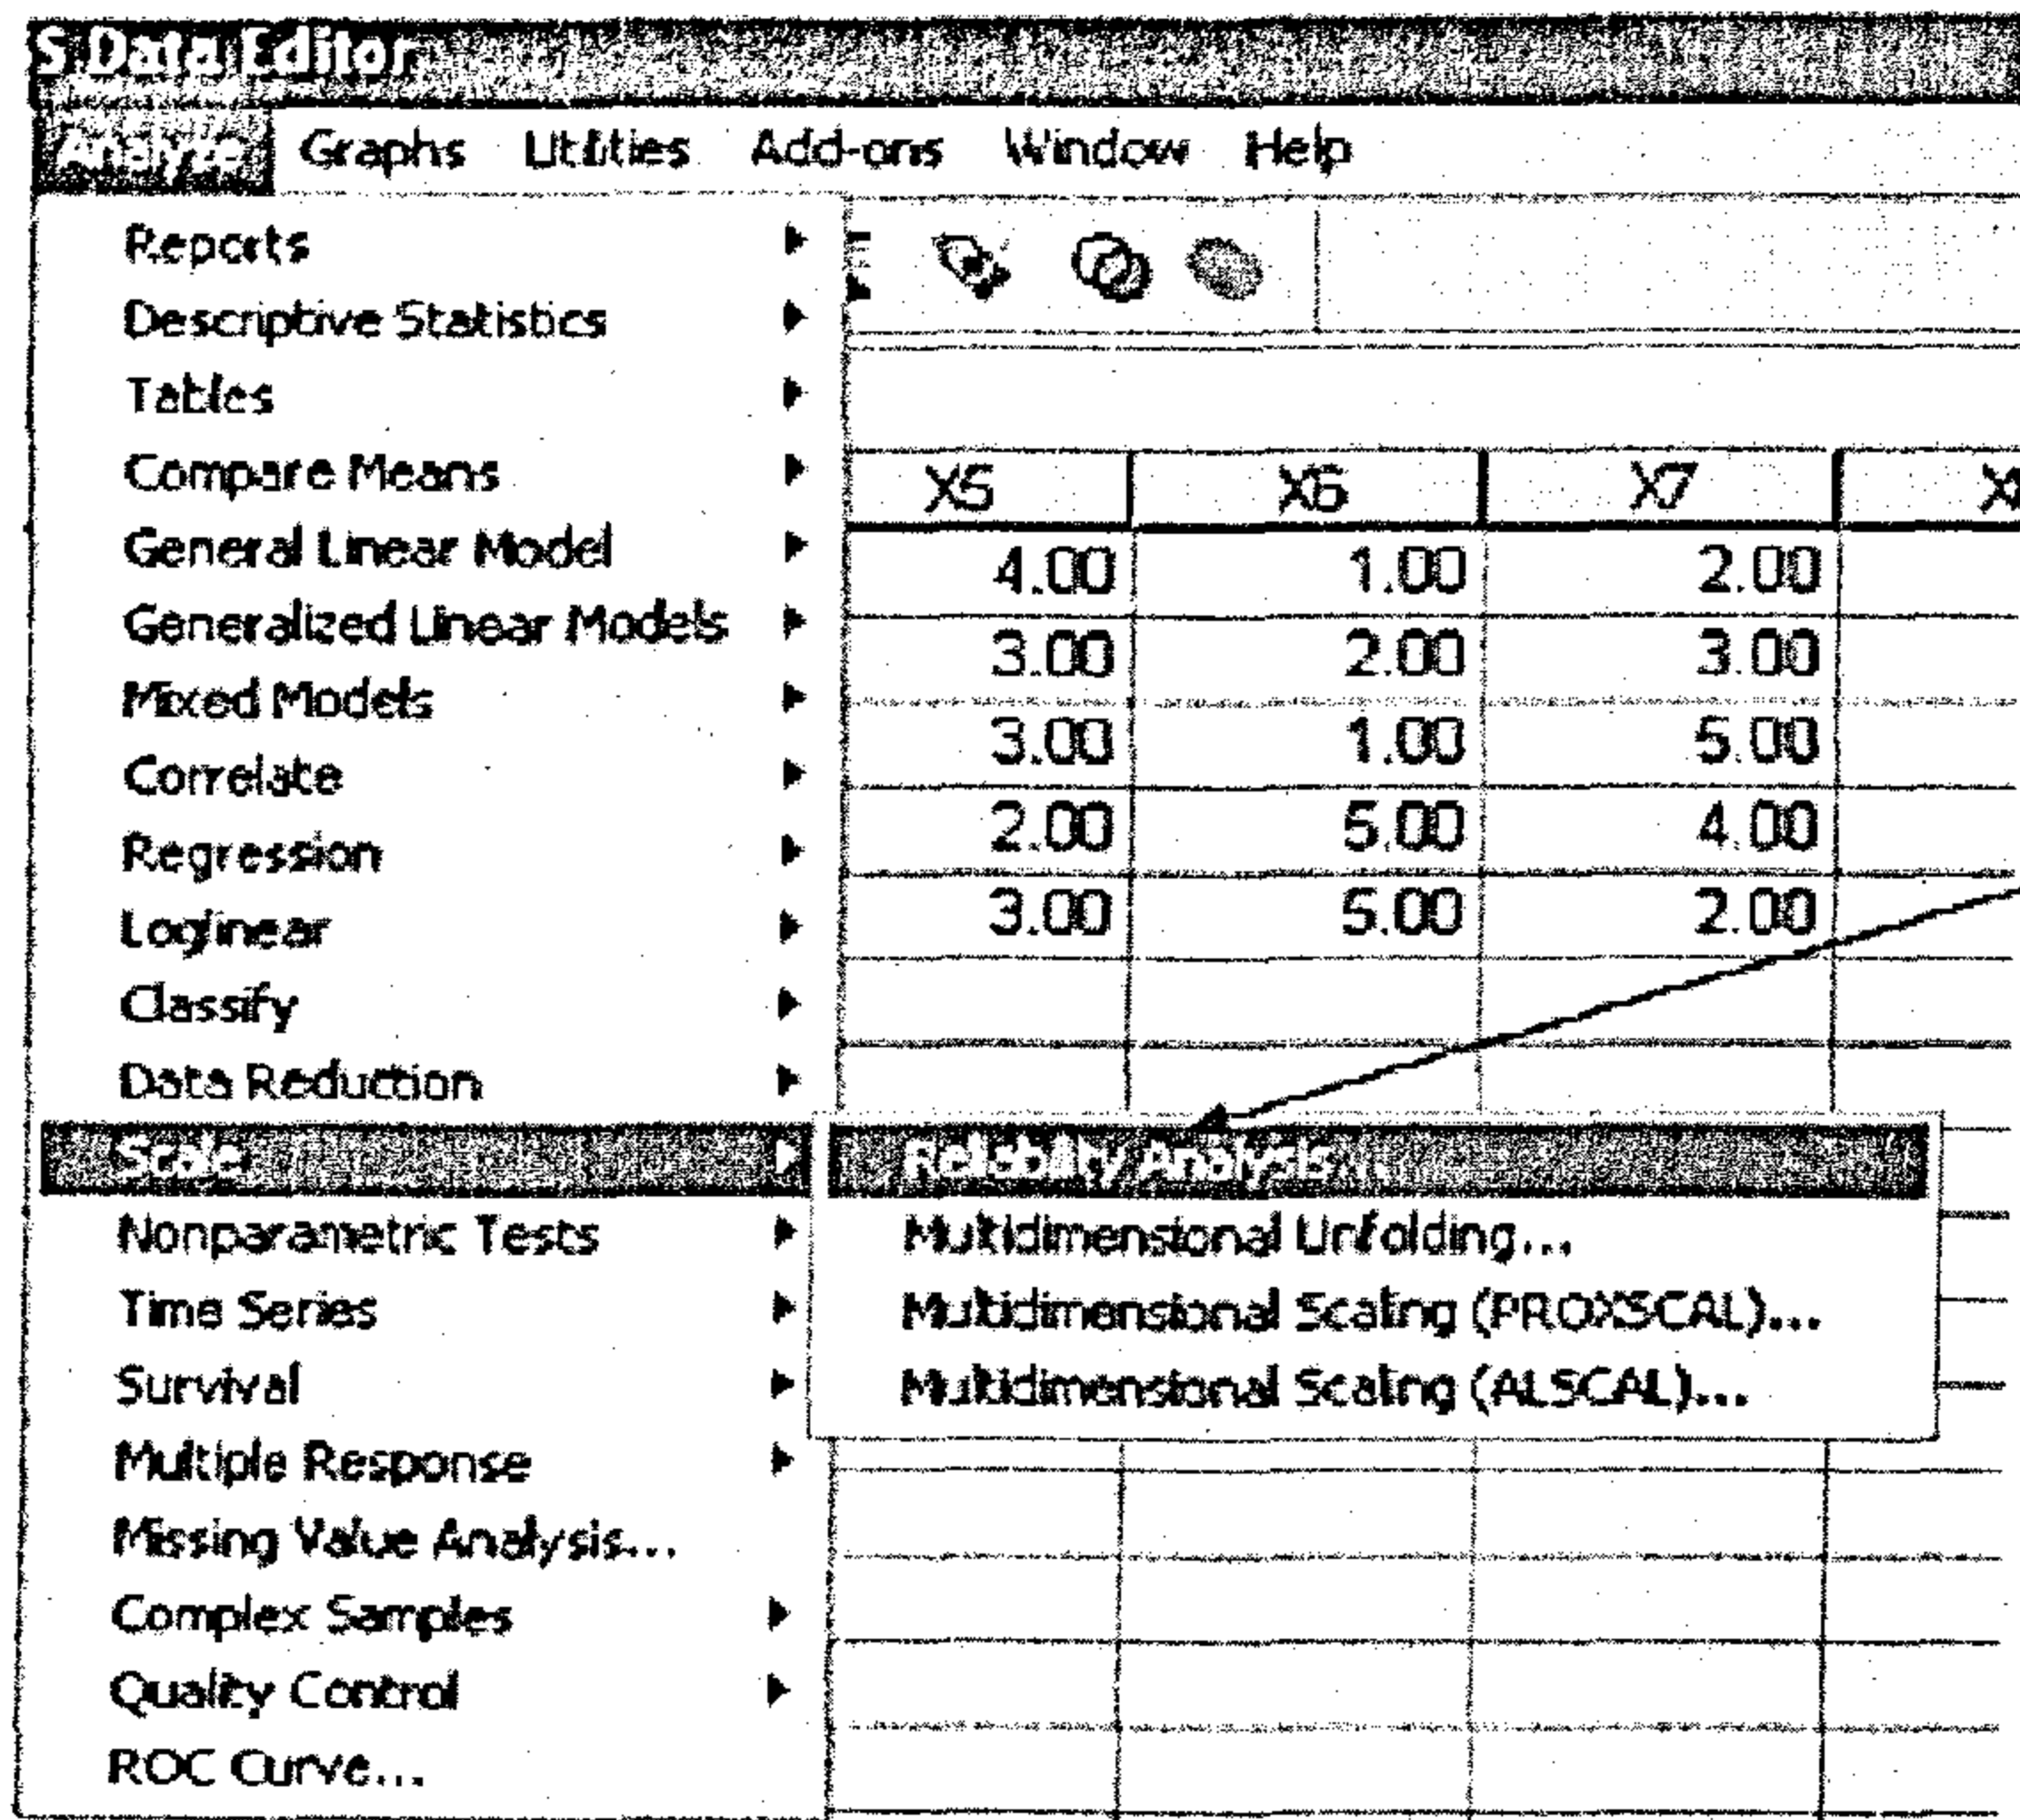 S Data Editor
Analyze Graphs Utilities Add-ons Window Help
Reports
Descriptive Statistics
Tables
Compare Means
General Linear Model
Generalized Linear Models
Mixed Models
Correlate
Regression
Loglinear
Classify
Data Reduction
Scale
Nonparametric Tests
Time Series
Survival
Multiple Response
Missing Value Analysis...
Complex Samples
Quality Control
ROC Curve...
X5 X6 X7
4.00 1.00 2.00
3.00 2.00 3.00
3.00 1.00 5.00
2.00 5.00 4.00
3.00 5.00 2.00
Reliability Analysis...
Multidimensional Unfolding...
Multidimensional Scaling (PROXSCAL)...
Multidimensional Scaling (ALSCAL)...